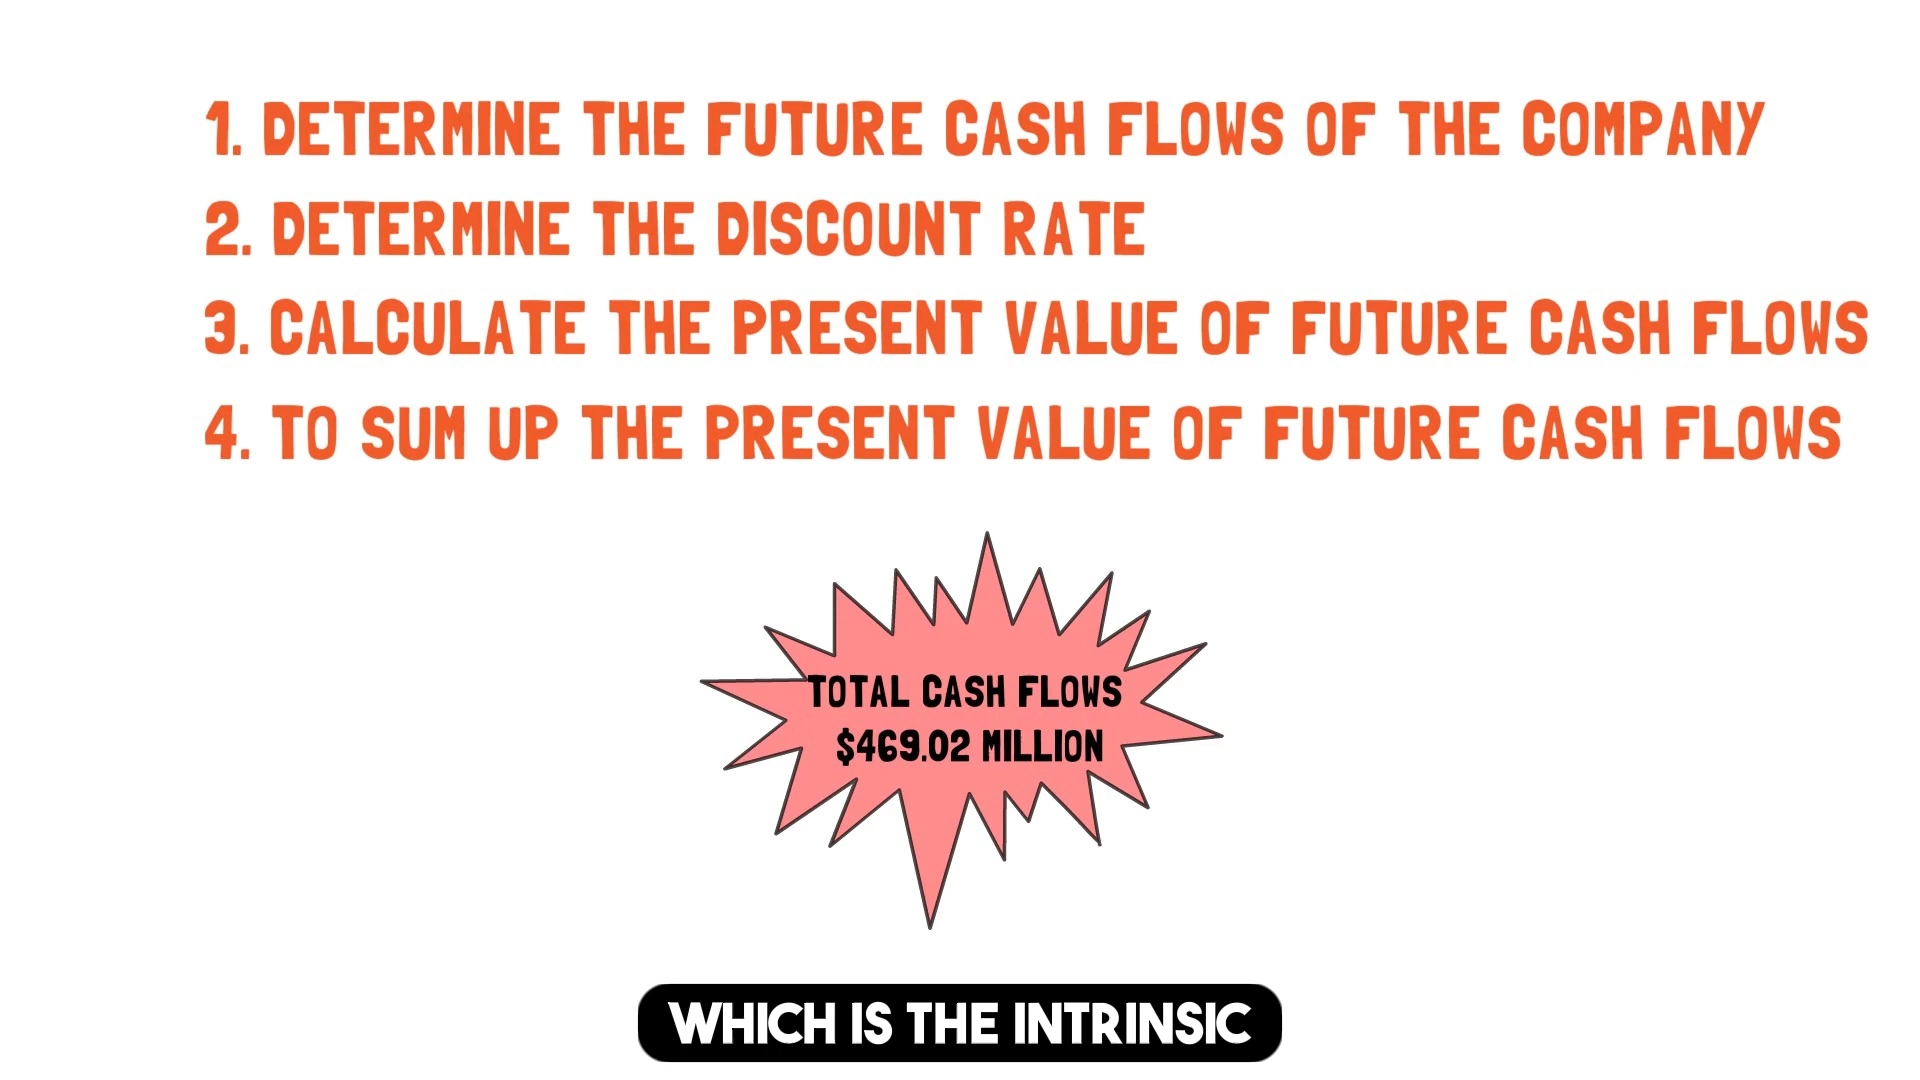 1. DETERMINE THE FUTURE CASH FLOWS OF THE COMPANY
2. DETERMINE THE DISCOUNT RATE
3. CALCULATE THE PRESENT VALUE OF FUTURE CASH FLOWS
4. TO SUM UP THE PRESENT VALUE OF FUTURE CASH FLOWS
TOTAL CASH FLOWS
$469.02 MILLION
WHICH IS THE INTRINSIC